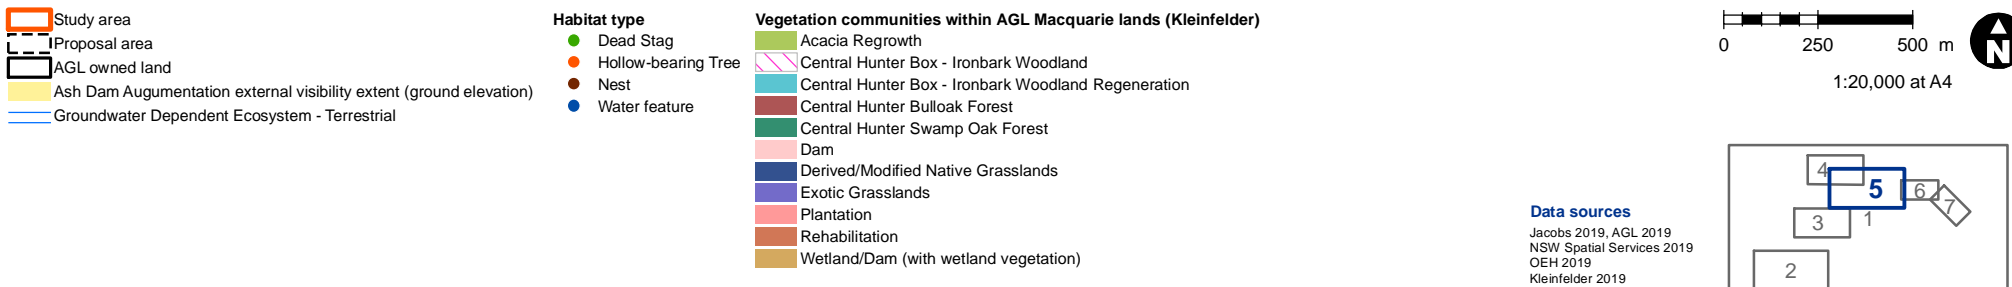 Study area
Proposal area
AGL owned land
Ash Dam Augumentation external visibility extent (ground elevation)
Groundwater Dependent Ecosystem - Terrestrial
Habitat type
Dead Stag
Hollow-bearing Tree
Nest
Water feature
Vegetation communities within AGL Macquarie lands (Kleinfelder)
Acacia Regrowth
Central Hunter Box - Ironbark Woodland
Central Hunter Box - Ironbark Woodland Regeneration
Central Hunter Bulloak Forest
Central Hunter Swamp Oak Forest
Dam
Derived/Modified Native Grasslands
Exotic Grasslands
Plantation
Rehabilitation
Wetland/Dam (with wetland vegetation)
0 250 500 m
N
1:20,000 at A4
Data sources
Jacobs 2019, AGL 2019
NSW Spatial Services 2019
OEH 2019
Kleinfelder 2019
4
5
6
7
3
1
2